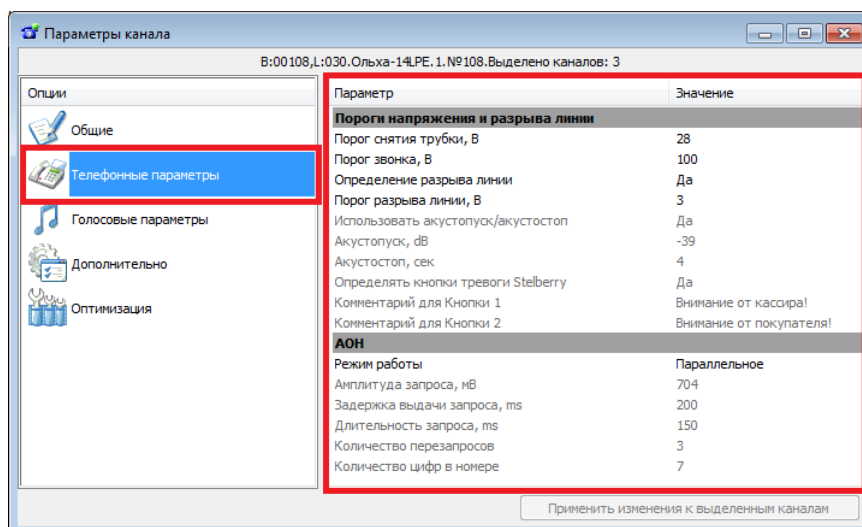 Параметры канала
B:00108,L:030.Ольха-14LPE.1.№108.Выделено каналов: 3
Опции
Общие
Телефонные параметры
Голосовые параметры
Дополнительно
Оптимизация
Параметр Значение
Пороги напряжения и разрыва линии
Порог снятия трубки, В 28
Порог звонка, В 100
Определение разрыва линии Да
Порог разрыва линии, В 3
Использовать акустопуск/акустостоп Да
Акустопуск, dB -39
Акустостоп, сек 4
Определять кнопки тревоги Stelberry Да
Комментарий для Кнопки 1 Внимание от кассира!
Комментарий для Кнопки 2 Внимание от покупателя!
АОН
Режим работы Параллельное
Амплитуда запроса, мВ 704
Задержка выдачи запроса, ms 200
Длительность запроса, ms 150
Количество перезапросов 3
Количество цифр в номере 7
Применить изменения к выделенным каналам